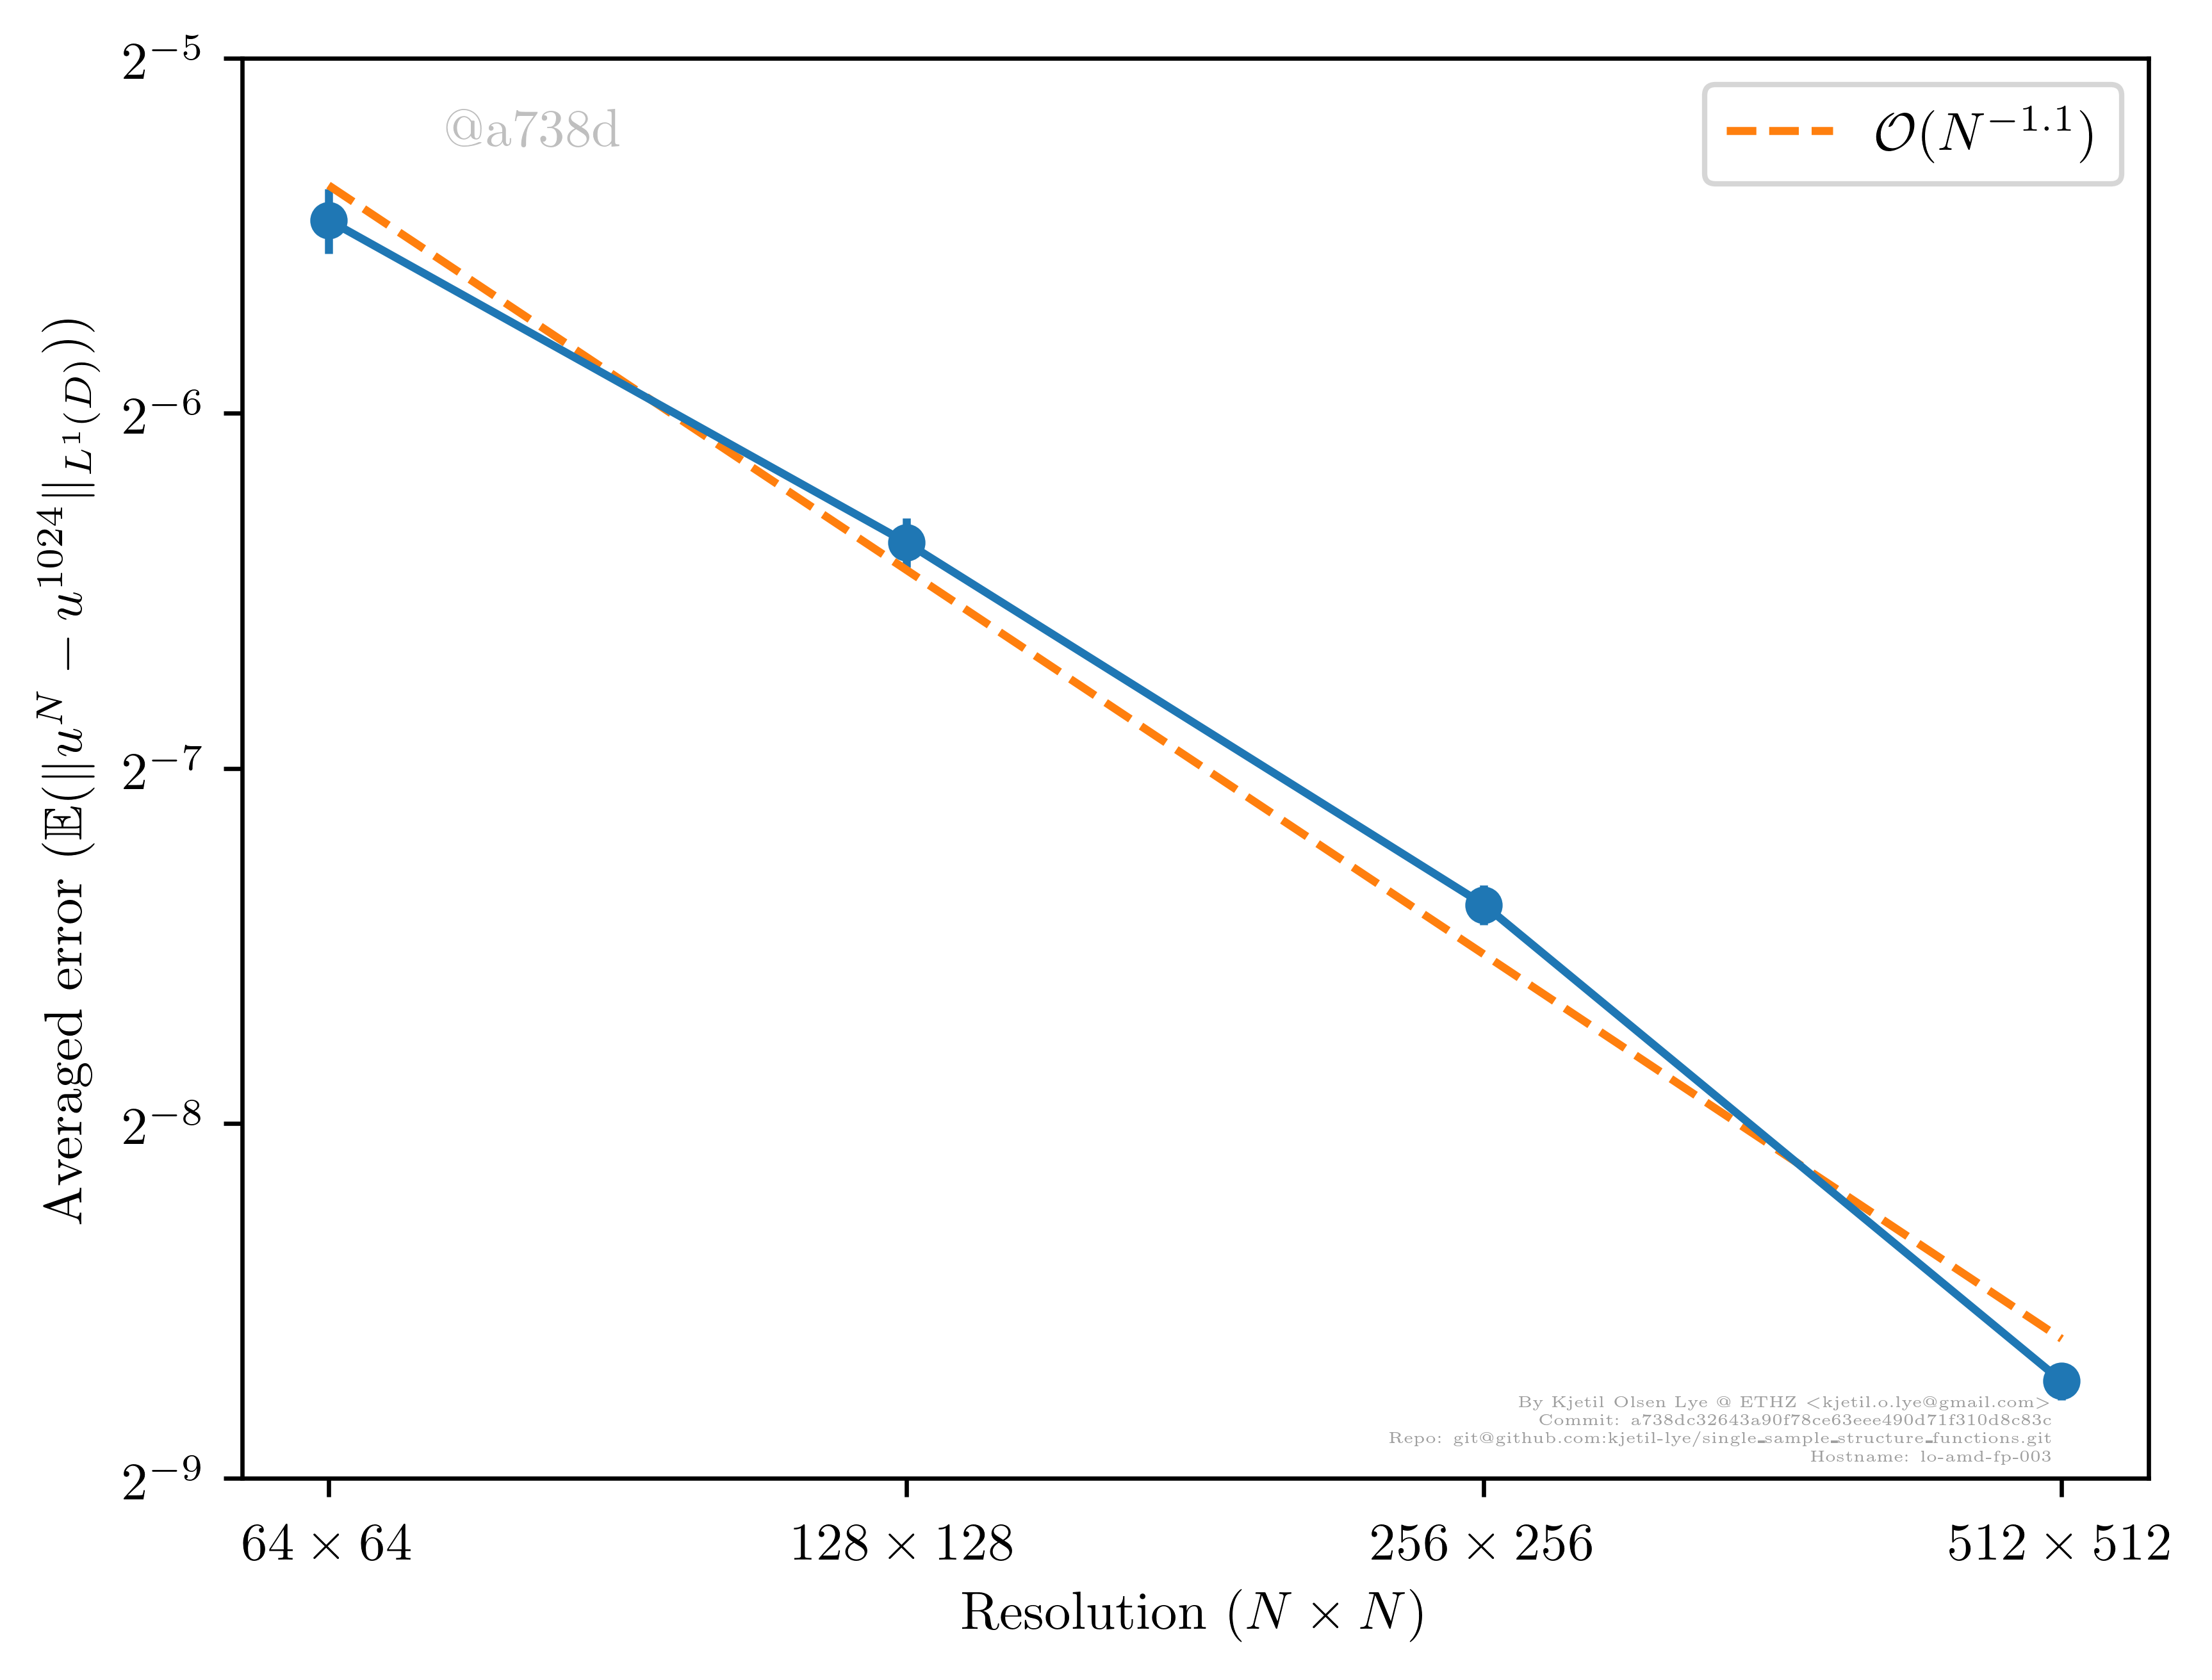 2⁻⁵
@a738d
𝒪(N⁻¹·¹)
2⁻⁶
2⁻⁷
2⁻⁸
2⁻⁹
Averaged error (𝔼(‖u^N − u^1024‖_{L¹(D)}))
By Kjetil Olsen Lye @ ETHZ <kjetil.o.lye@gmail.com>
Commit: a738dc32643a90f78ce63eee490d71f310d8c83c
Repo: git@github.com:kjetil-lye/single_sample_structure_functions.git
Hostname: lo-amd-fp-003
64 × 64 128 × 128 256 × 256 512 × 512
Resolution (N × N)